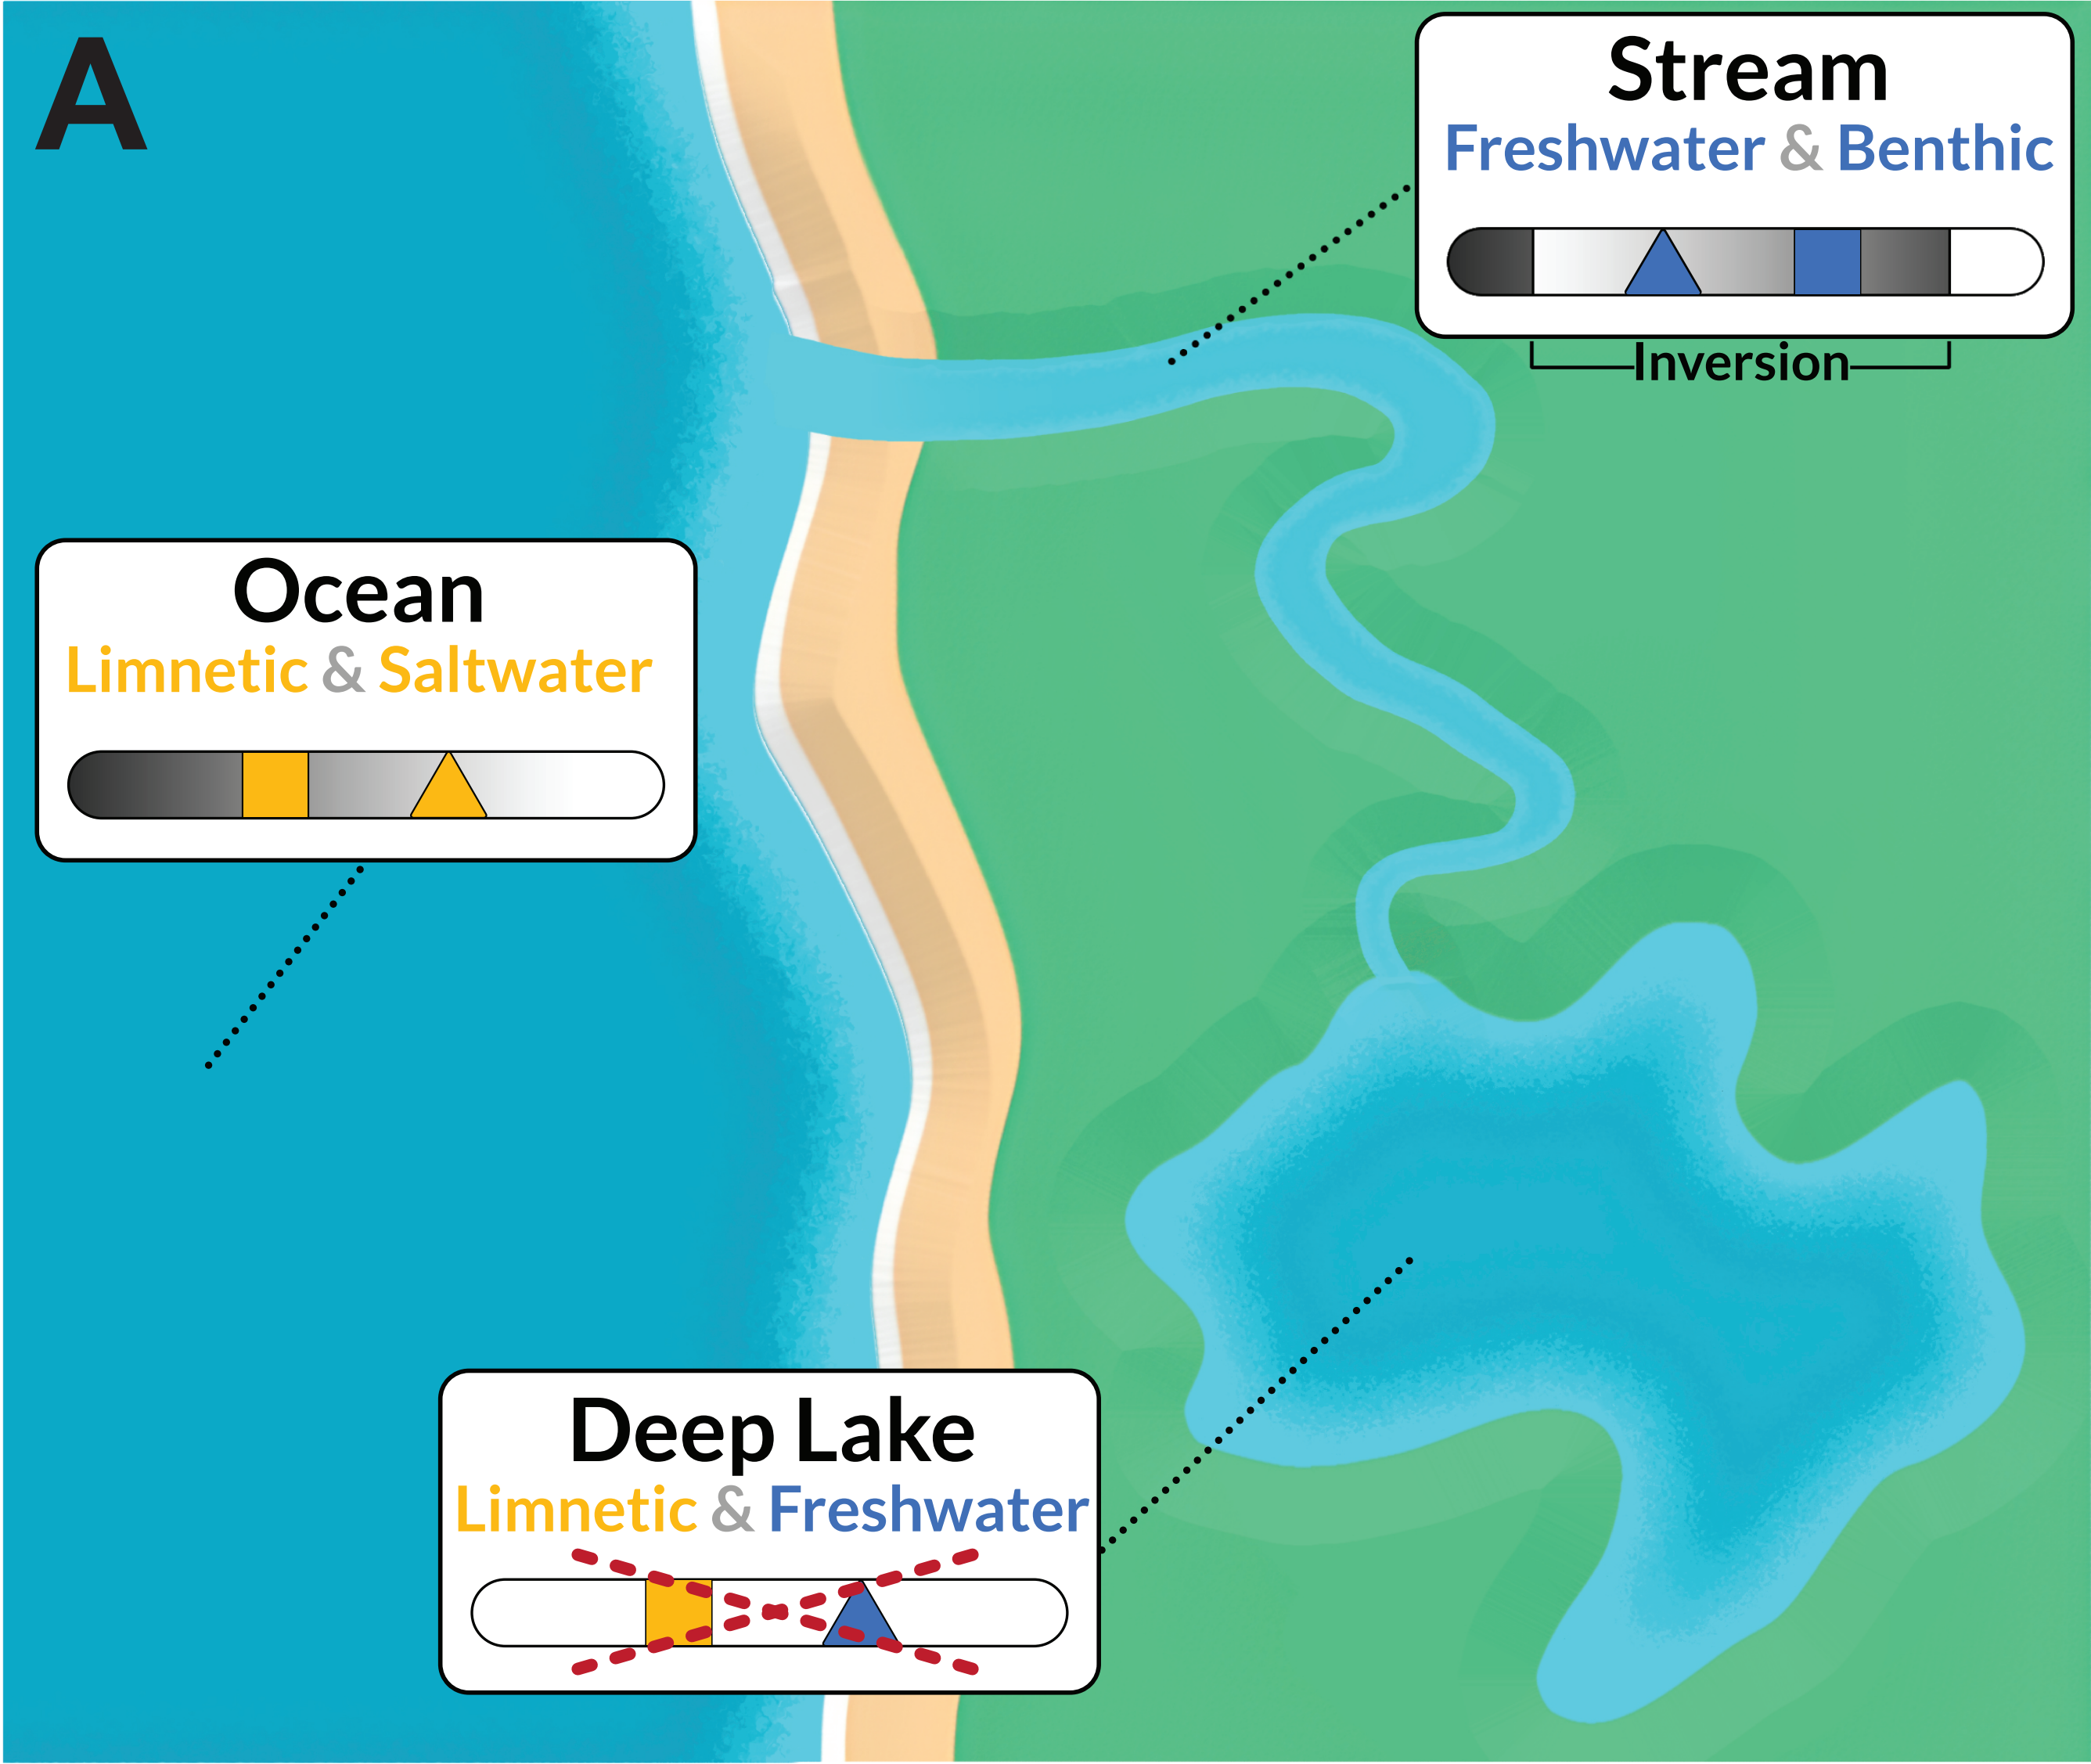 A
Stream
Freshwater & Benthic
Inversion
Ocean
Limnetic & Saltwater
Deep Lake
Limnetic & Freshwater